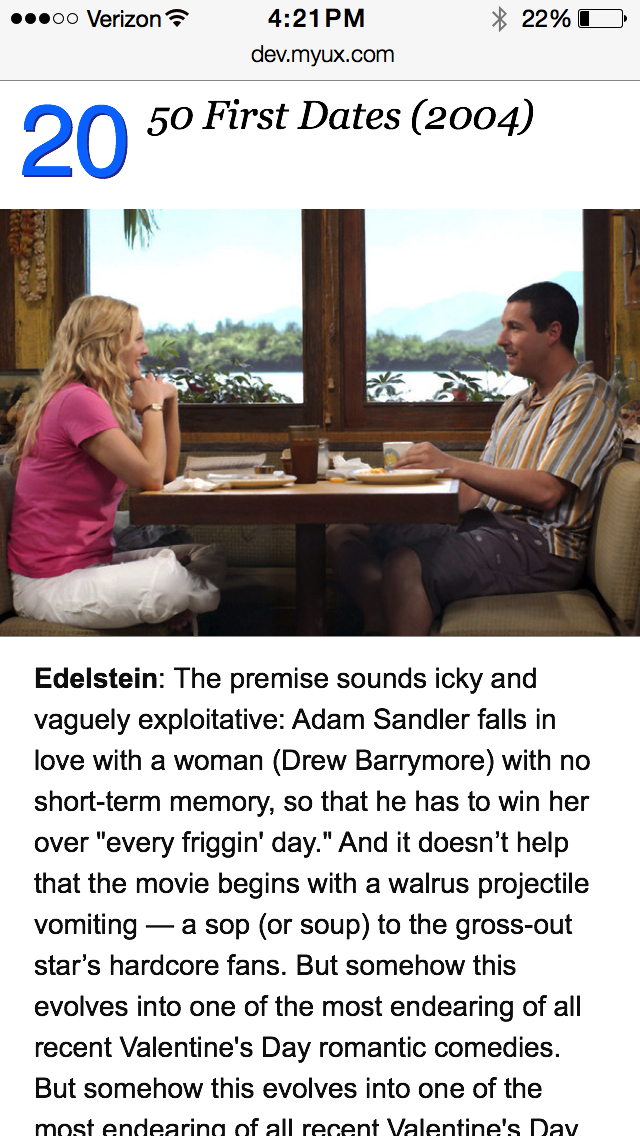 Verizon 4:21PM 22%
dev.myux.com
20 50 First Dates (2004)
Edelstein: The premise sounds icky and
vaguely exploitative: Adam Sandler falls in
love with a woman (Drew Barrymore) with no
short-term memory, so that he has to win her
over "every friggin' day." And it doesn’t help
that the movie begins with a walrus projectile
vomiting — a sop (or soup) to the gross-out
star’s hardcore fans. But somehow this
evolves into one of the most endearing of all
recent Valentine's Day romantic comedies.
But somehow this evolves into one of the
most endearing of all recent Valentine's Day